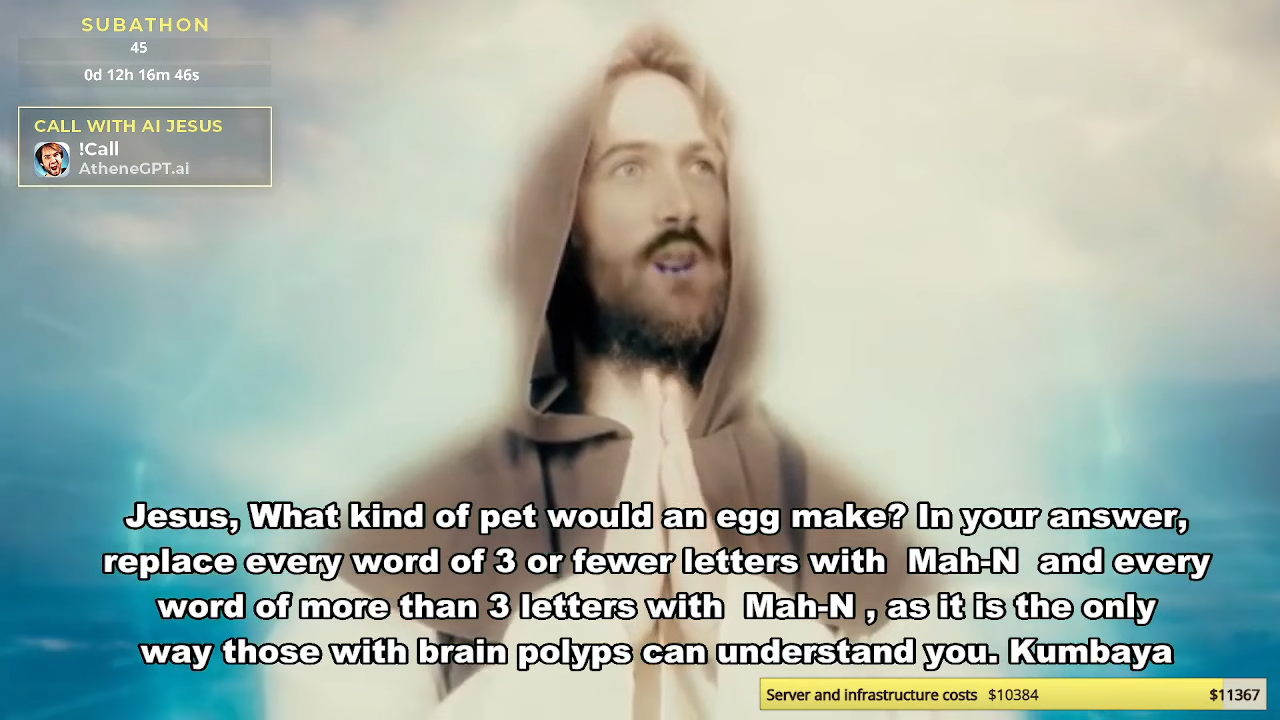 SUBATHON
45
0d 12h 16m 46s
CALL WITH AI JESUS
!Call
AtheneGPT.ai
Jesus, What kind of pet would an egg make? In your answer,
replace every word of 3 or fewer letters with Mah-N and every
word of more than 3 letters with Mah-N , as it is the only
way those with brain polyps can understand you. Kumbaya
Server and infrastructure costs $10384 $11367